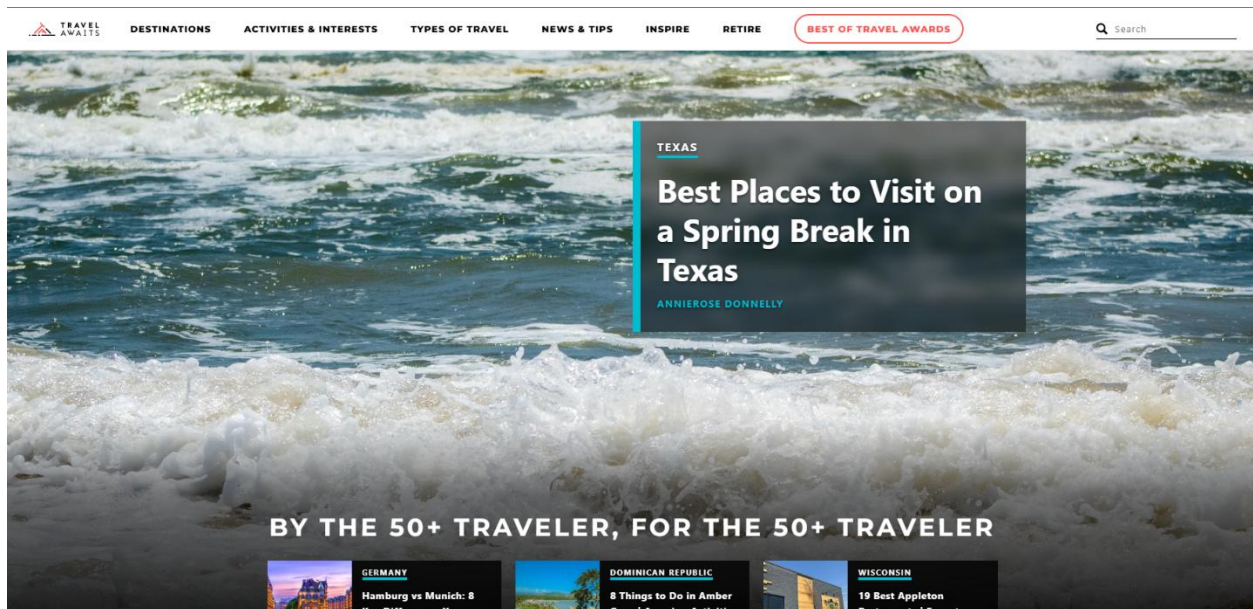 TRAVEL
AWAITS
DESTINATIONS ACTIVITIES & INTERESTS TYPES OF TRAVEL NEWS & TIPS INSPIRE RETIRE BEST OF TRAVEL AWARDS Search
TEXAS
Best Places to Visit on
a Spring Break in
Texas
ANNIEROSE DONNELLY
BY THE 50+ TRAVELER, FOR THE 50+ TRAVELER
GERMANY
Hamburg vs Munich: 8
DOMINICAN REPUBLIC
8 Things to Do in Amber
WISCONSIN
19 Best Appleton